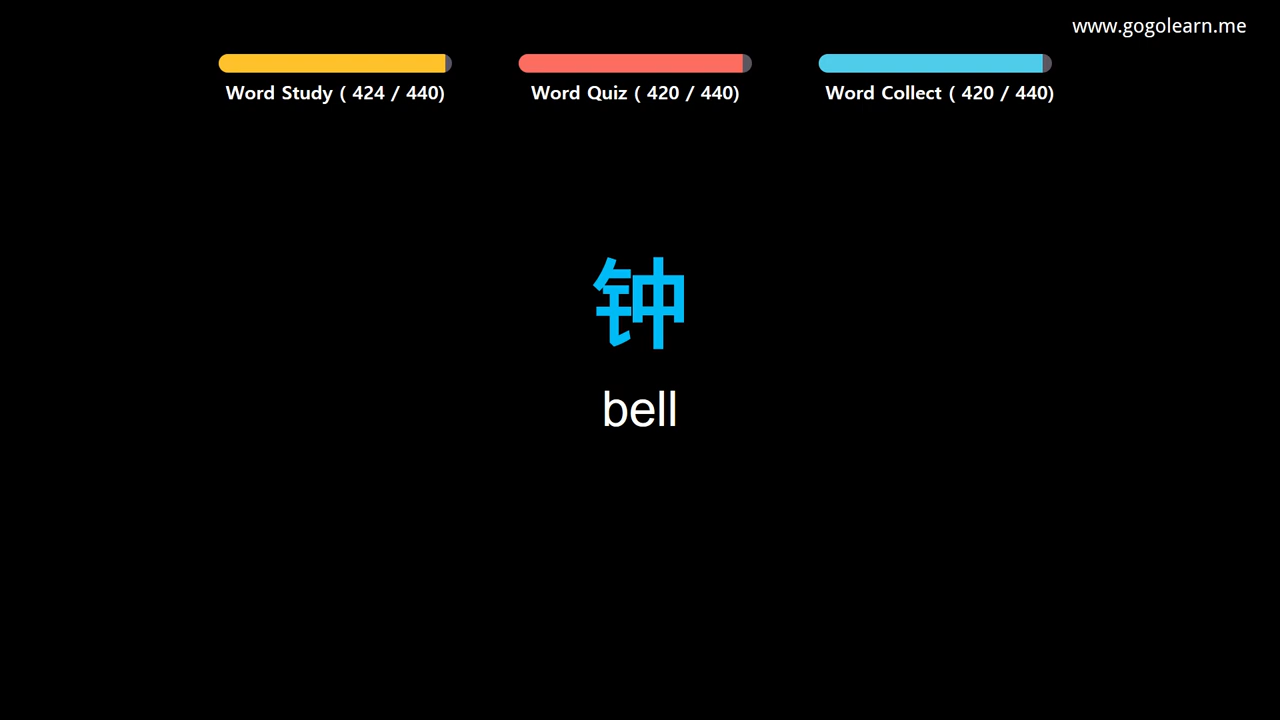 www.gogolearn.me
Word Study ( 424 / 440)
Word Quiz ( 420 / 440)
Word Collect ( 420 / 440)
钟
bell